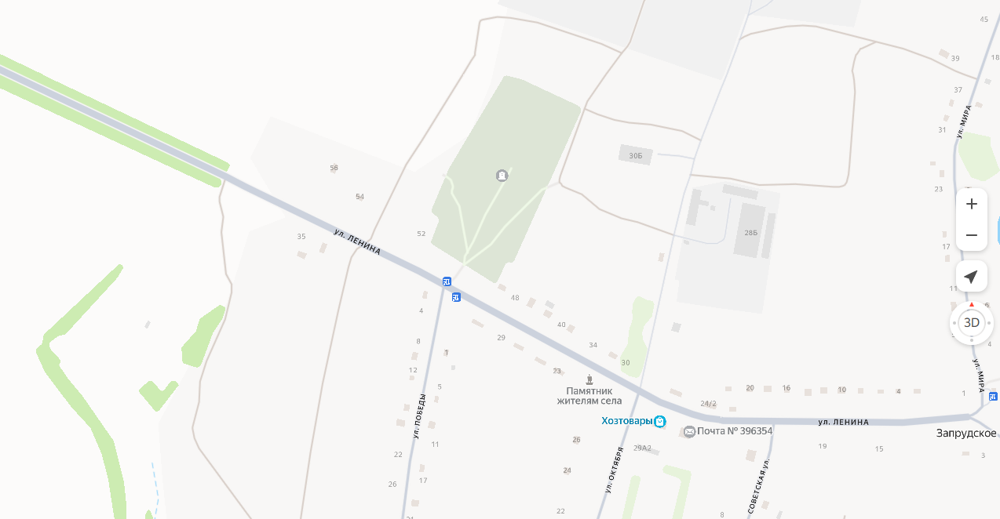 45
39
18
37
ул. МИРА
31
30Б
56
23
54
28Б
52
35
ул. ЛЕНИНА
17
+
−
11
48
4
40
3D
6
29
34
4
8
1
30
12
23
ул. МИРА
5
Памятник
жителям села
20
16
10
4
1
24/2
ул. ПОБЕДЫ
Хозтовары
Почта № 396354
ул. ЛЕНИНА
Запрудское
11
26
29А2
19
15
3
22
24
ул. ОКТЯБРЯ
СОВЕТСКАЯ ул.
26
17
22
8
21